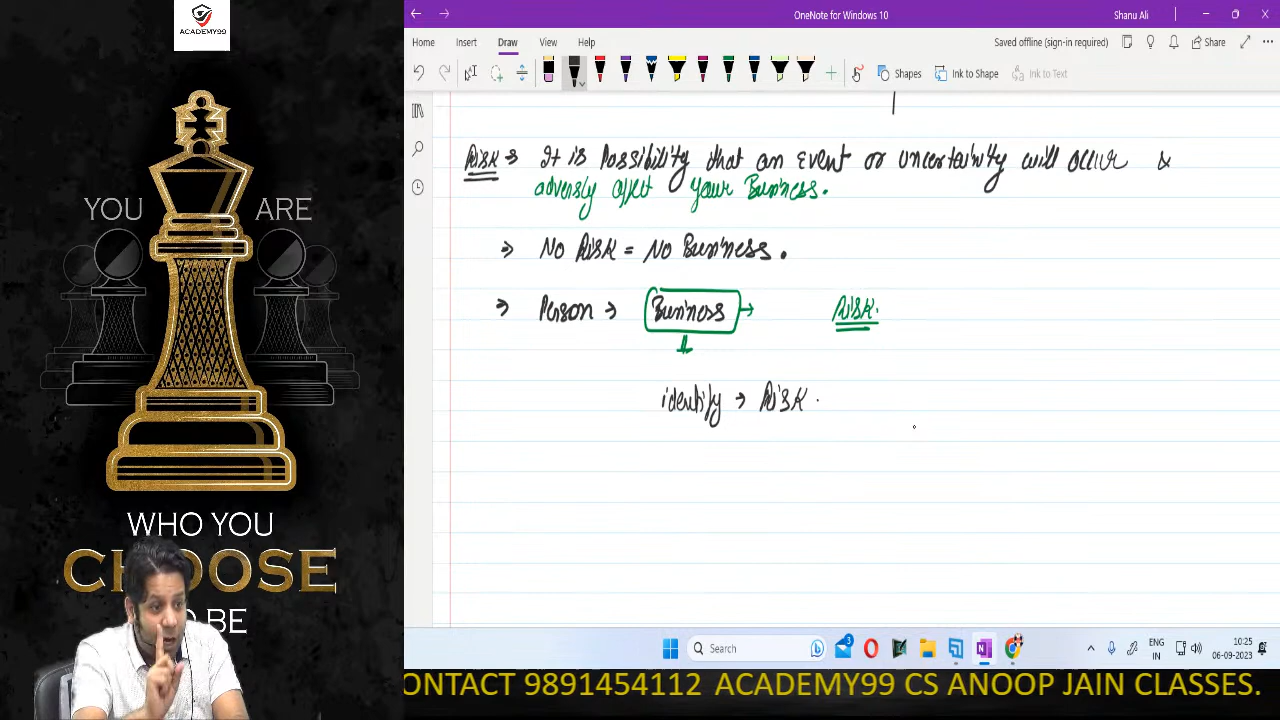 ACADEMY99
YOU ARE
WHO YOU
CHOOSE
TO BE
OneNote for Windows 10
Shanu Ali
Home Insert Draw View Help
Saved offline (sign-in required)
Share
Shapes
Ink to Shape
Ink to Text
Risk ⇒ It is Possibility that an Event or uncertainity will occur &
adversly affect your Business.
⇒ No Risk = No Business.
⇒ Person → Business → Risk.
identify → Risk.
Search
3
ENG
IN
10:25
06-09-2023
ONTACT 9891454112 ACADEMY99 CS ANOOP JAIN CLASSES.